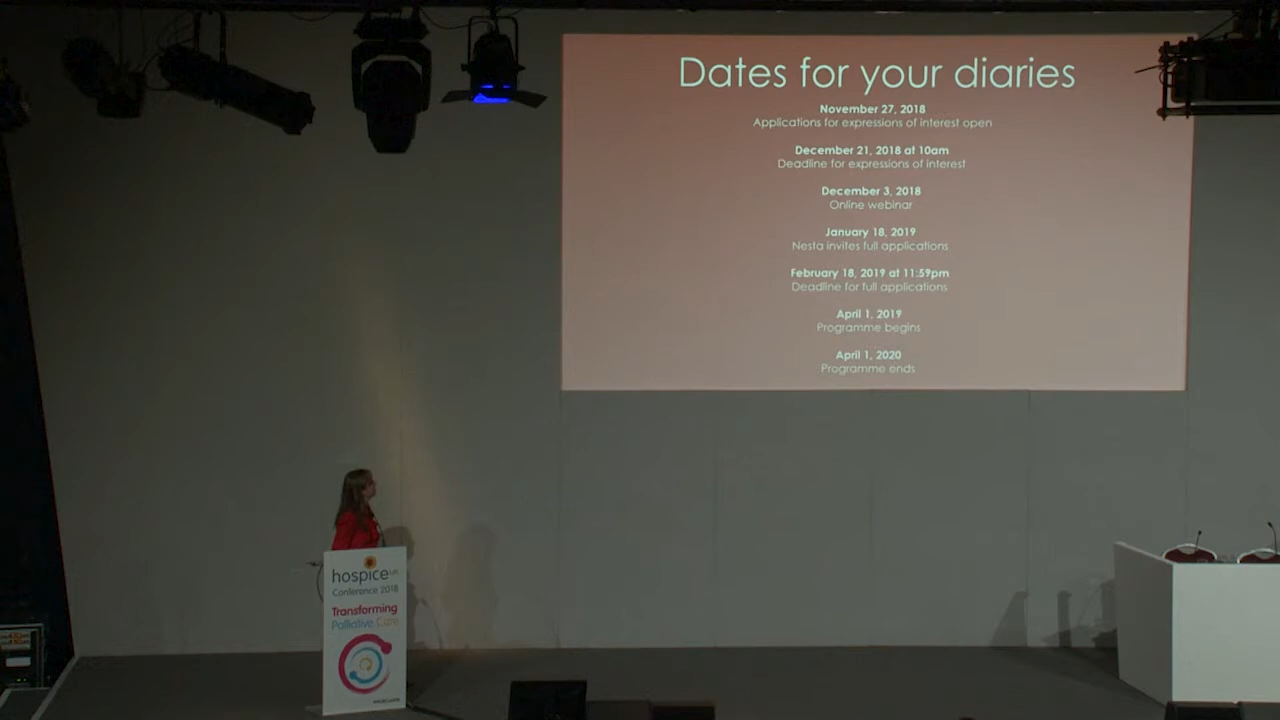 Dates for your diaries
November 27, 2018
Applications for expressions of interest open
December 21, 2018 at 10am
Deadline for expressions of interest
December 3, 2018
Online webinar
January 18, 2019
Nesta invites full applications
February 18, 2019 at 11:59pm
Deadline for full applications
April 1, 2019
Programme begins
April 1, 2020
Programme ends
hospice UK
Conference 2018
Transforming
Palliative Care